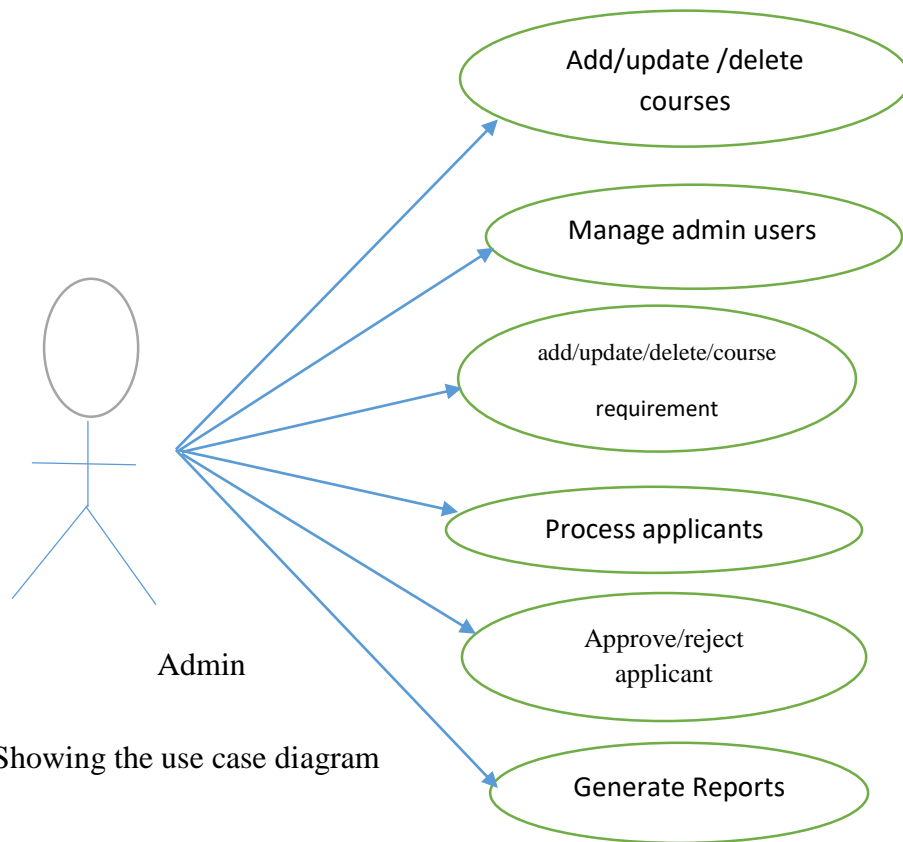 Add/update /delete
courses
Manage admin users
add/update/delete/course
requirement
Process applicants
Approve/reject
applicant
Admin
Showing the use case diagram
Generate Reports